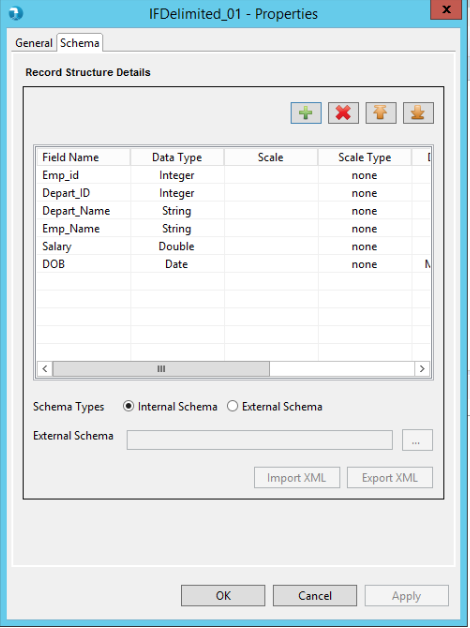 IFDelimited_01 - Properties
x
General Schema
Record Structure Details
Field Name Data Type Scale Scale Type
Emp_id Integer none
Depart_ID Integer none
Depart_Name String none
Emp_Name String none
Salary Double none
DOB Date none
Schema Types Internal Schema External Schema
External Schema ...
Import XML Export XML
OK Cancel Apply